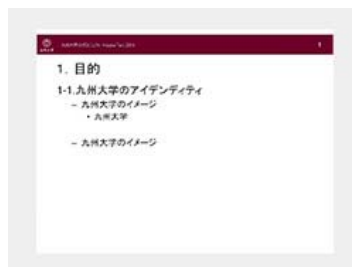 1
1. 目的
1-1.九州大学のアイデンディティ
– 九州大学のイメージ
・ 九州大学
– 九州大学のイメージ